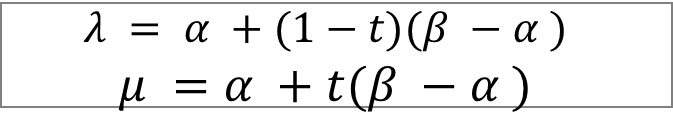 λ = α + (1 − t)(β − α)
μ = α + t(β − α)